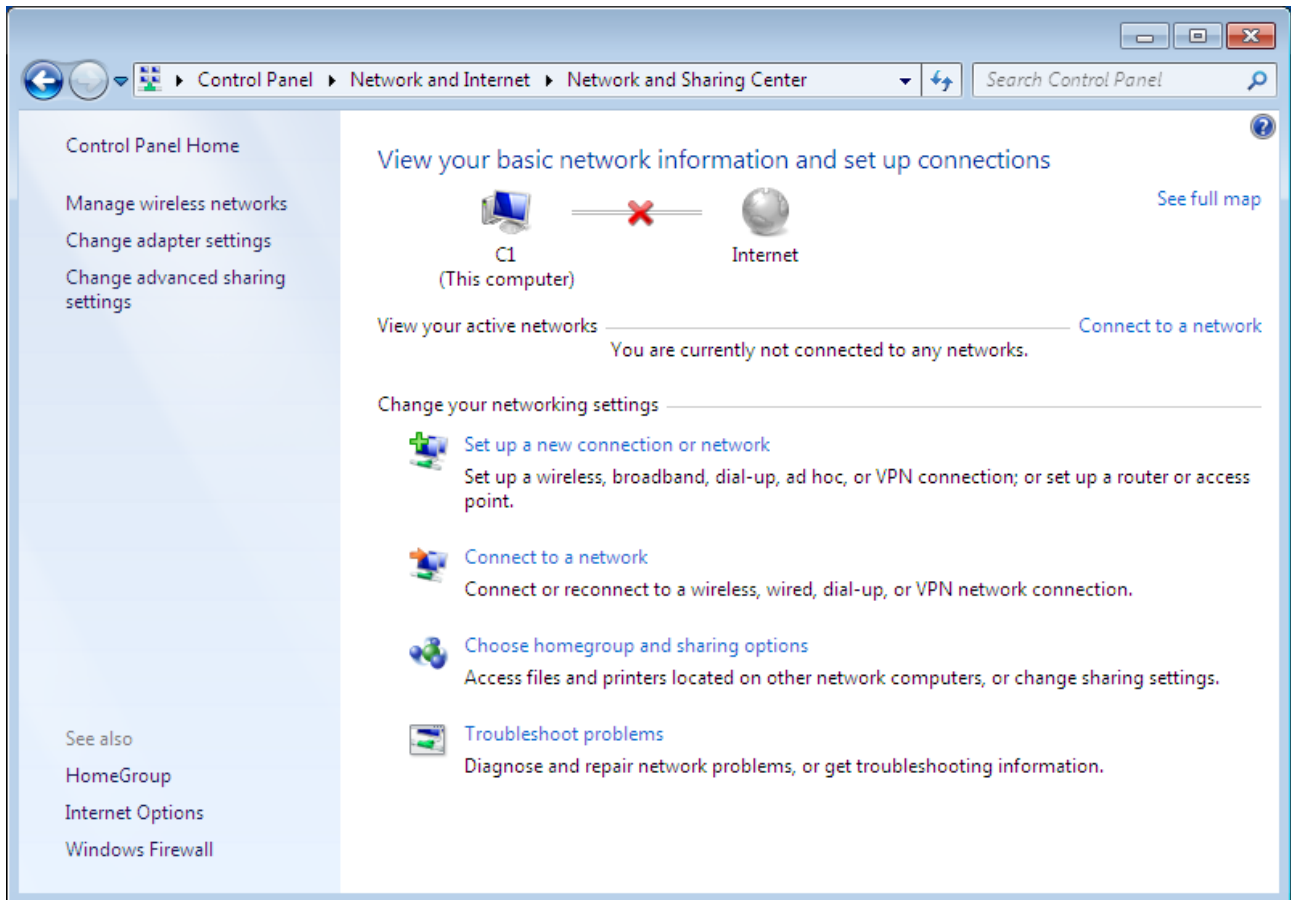 Control Panel Network and Internet Network and Sharing Center Search Control Panel
Control Panel Home
Manage wireless networks
Change adapter settings
Change advanced sharing
settings
See also
HomeGroup
Internet Options
Windows Firewall
View your basic network information and set up connections
See full map
C1
(This computer)
Internet
View your active networks Connect to a network
You are currently not connected to any networks.
Change your networking settings
Set up a new connection or network
Set up a wireless, broadband, dial-up, ad hoc, or VPN connection; or set up a router or access
point.
Connect to a network
Connect or reconnect to a wireless, wired, dial-up, or VPN network connection.
Choose homegroup and sharing options
Access files and printers located on other network computers, or change sharing settings.
Troubleshoot problems
Diagnose and repair network problems, or get troubleshooting information.